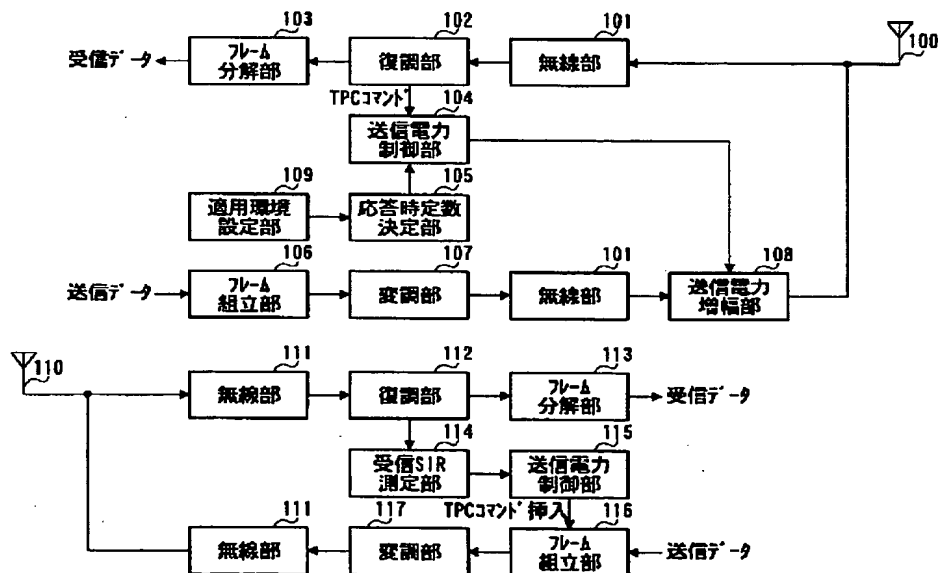 103
102
101
100
受信データ
フレーム
分解部
復調部
無線部
TPCコマンド
104
送信電力
制御部
109
105
適用環境
設定部
応答時定数
決定部
106
107
101
108
送信データ
フレーム
組立部
変調部
無線部
送信電力
増幅部
110
111
112
113
無線部
復調部
フレーム
分解部
受信データ
114
115
受信SIR
測定部
送信電力
制御部
TPCコマンド挿入
111
117
116
無線部
変調部
フレーム
組立部
送信データ